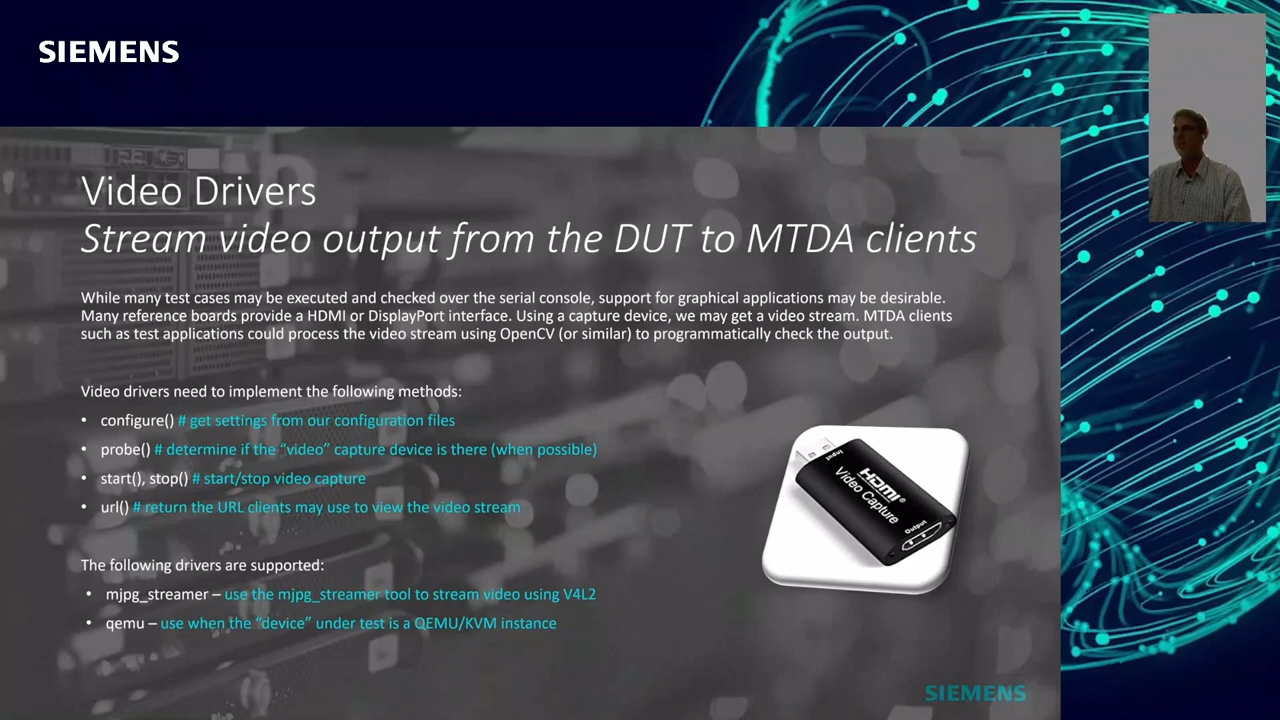 SIEMENS
Video Drivers
Stream video output from the DUT to MTDA clients
While many test cases may be executed and checked over the serial console, support for graphical applications may be desirable.
Many reference boards provide a HDMI or DisplayPort interface. Using a capture device, we may get a video stream. MTDA clients
such as test applications could process the video stream using OpenCV (or similar) to programmatically check the output.
Video drivers need to implement the following methods:
• configure() # get settings from our configuration files
• probe() # determine if the “video” capture device is there (when possible)
• start(), stop() # start/stop video capture
• url() # return the URL clients may use to view the video stream
The following drivers are supported:
• mjpg_streamer – use the mjpg_streamer tool to stream video using V4L2
• qemu – use when the “device” under test is a QEMU/KVM instance
Input
HDMI®
Video Capture
Output
SIEMENS